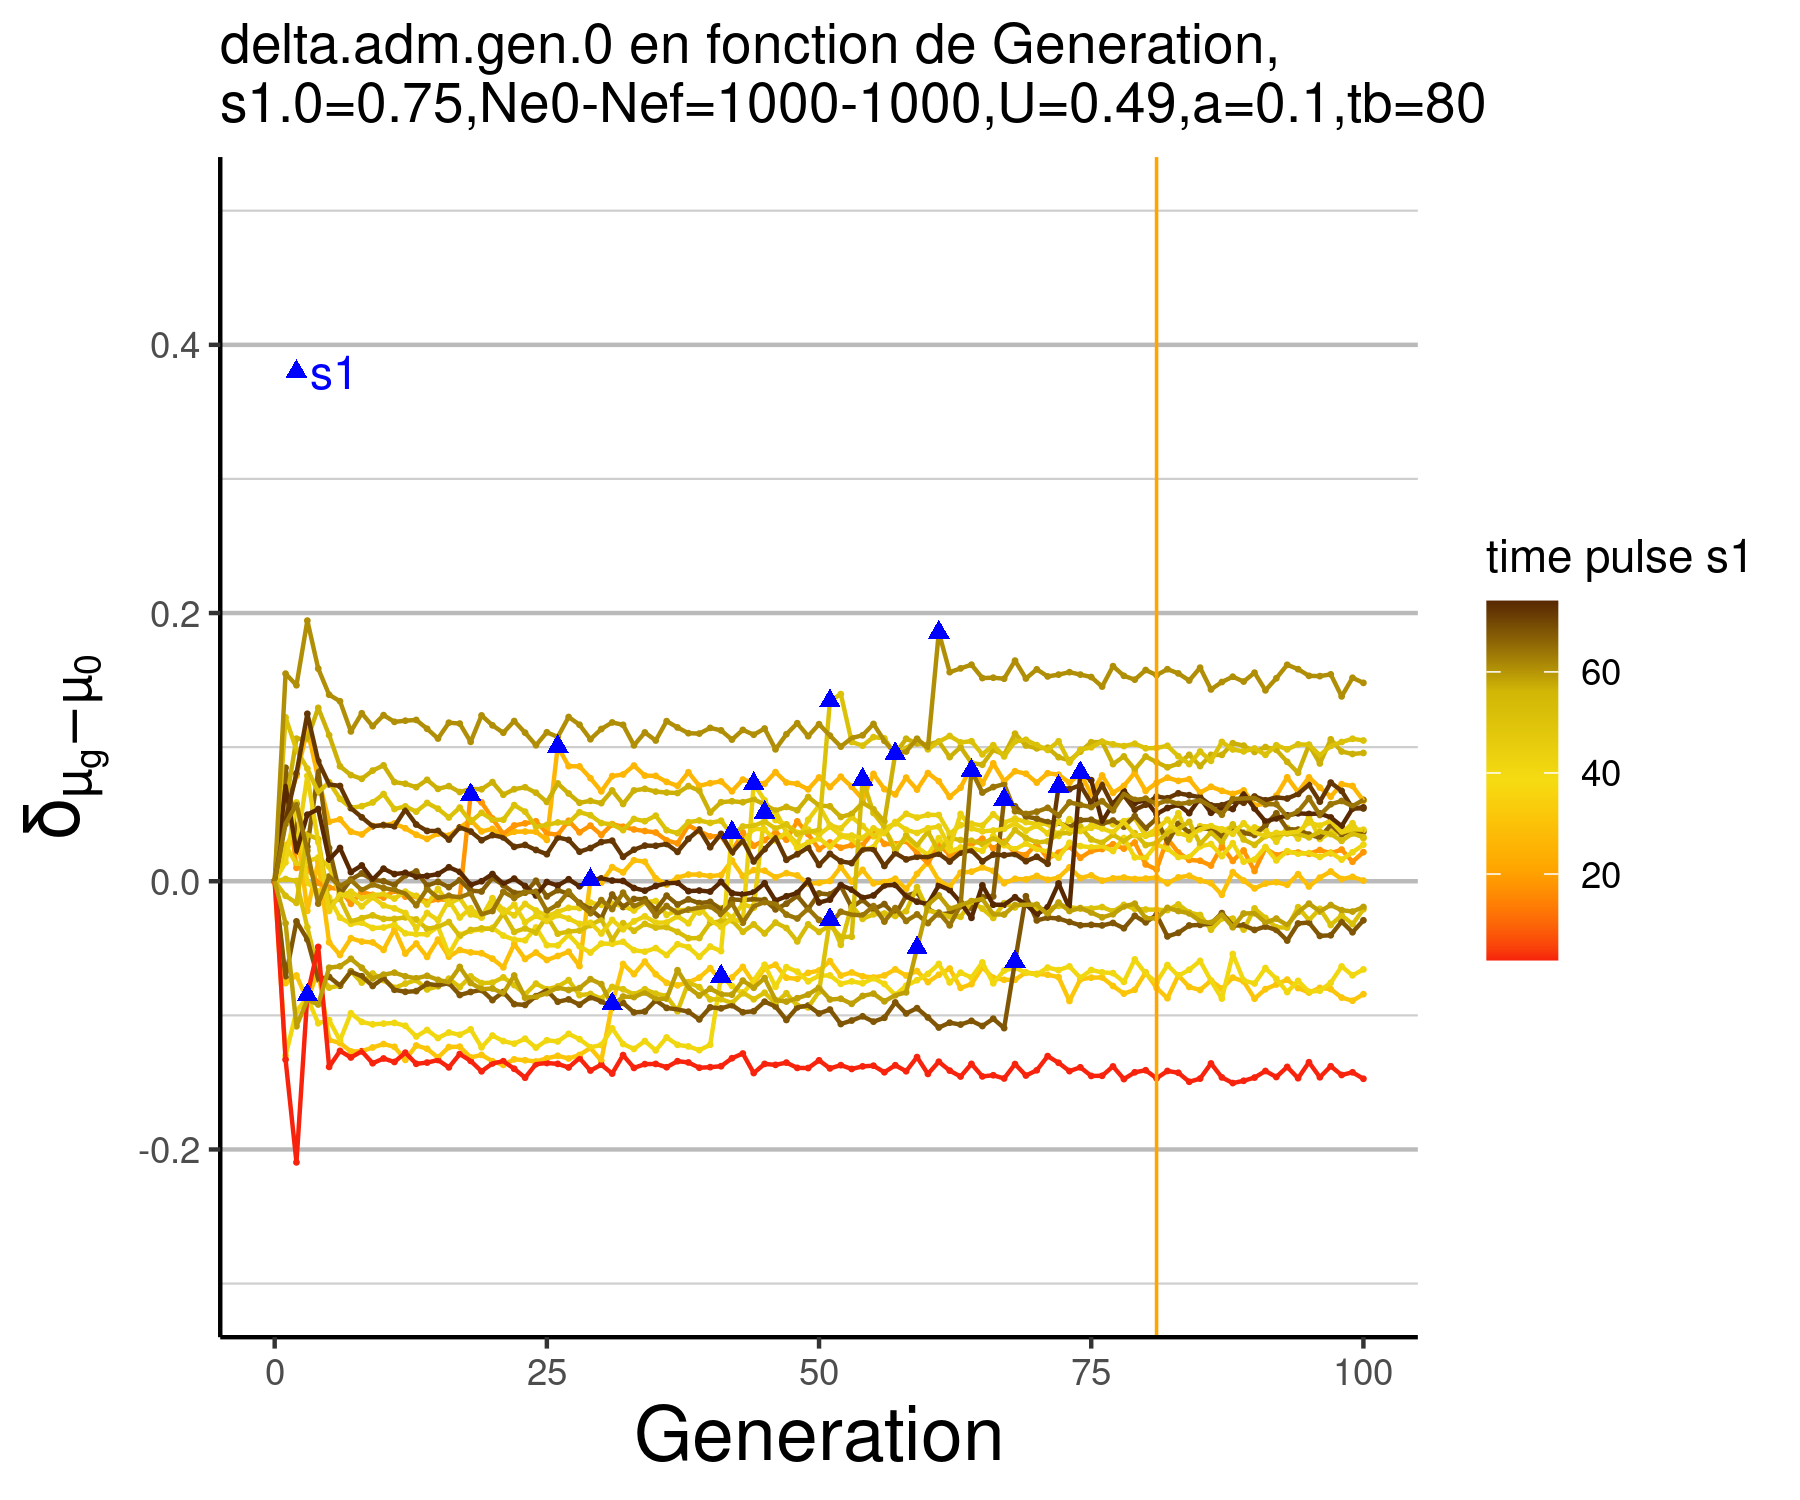 delta.adm.gen.0 en fonction de Generation,
s1.0=0.75,Ne0-Nef=1000-1000,U=0.49,a=0.1,tb=80
0.4
s1
0.2
0.0
-0.2
δμg−μ0
0
25
50
75
100
Generation
time pulse s1
60
40
20